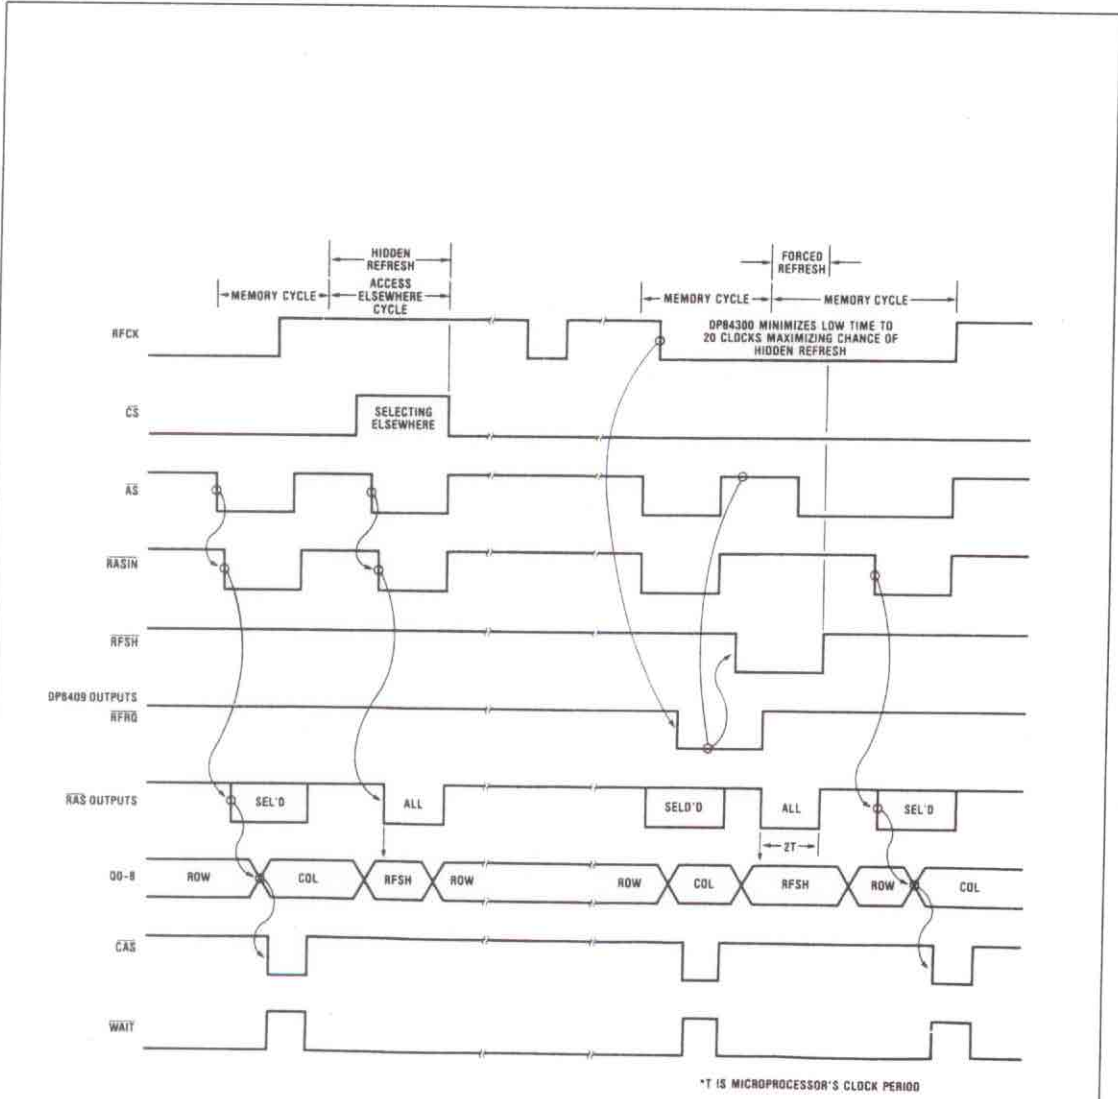 HIDDEN
REFRESH
FORCED
REFRESH
MEMORY CYCLE
ACCESS
ELSEWHERE
CYCLE
MEMORY CYCLE
MEMORY CYCLE
RFCK
DP84300 MINIMIZES LOW TIME TO
20 CLOCKS MAXIMIZING CHANCE OF
HIDDEN REFRESH
CS
SELECTING
ELSEWHERE
AS
RASIN
RFSH
DP8409 OUTPUTS
RFRQ
RAS OUTPUTS
SEL'D
ALL
SELD'D
ALL
SEL'D
2T
Q0-8
ROW
COL
RFSH
ROW
ROW
COL
RFSH
ROW
COL
CAS
WAIT
*T IS MICROPROCESSOR'S CLOCK PERIOD